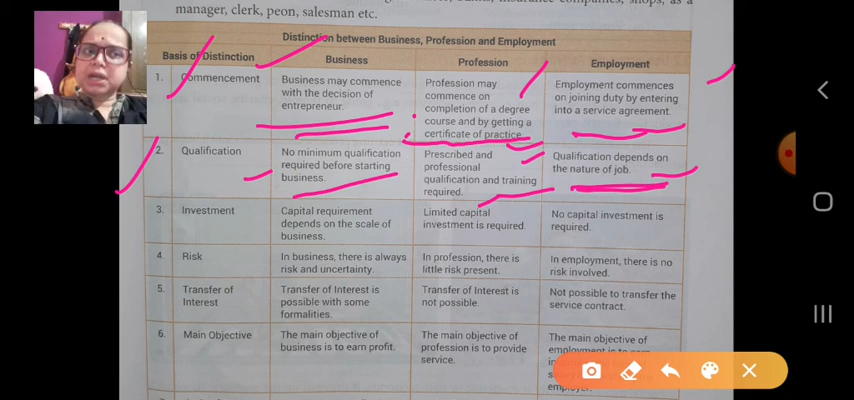 manager, clerk, peon, salesman etc.
Distinction between Business, Profession and Employment
Basis of Distinction
Business
Profession
Employment
1.
Commencement
Business may commence
with the decision of
entrepreneur.
Profession may
commence on
completion of a degree
course and by getting a
certificate of practice.
Employment commences
on joining duty by entering
into a service agreement.
2.
Qualification
No minimum qualification
required before starting
business.
Prescribed and
professional
qualification and training
required.
Qualification depends on
the nature of job.
3.
Investment
Capital requirement
depends on the scale of
business.
Limited capital
investment is required.
No capital investment is
required.
4.
Risk
In business, there is always
risk and uncertainty.
In profession, there is
little risk present.
In employment, there is no
risk involved.
5.
Transfer of
Interest
Transfer of Interest is
possible with some
formalities.
Transfer of Interest is
not possible.
Not possible to transfer the
service contract.
6.
Main Objective
The main objective of
business is to earn profit.
The main objective of
profession is to provide
service.
The main objective of